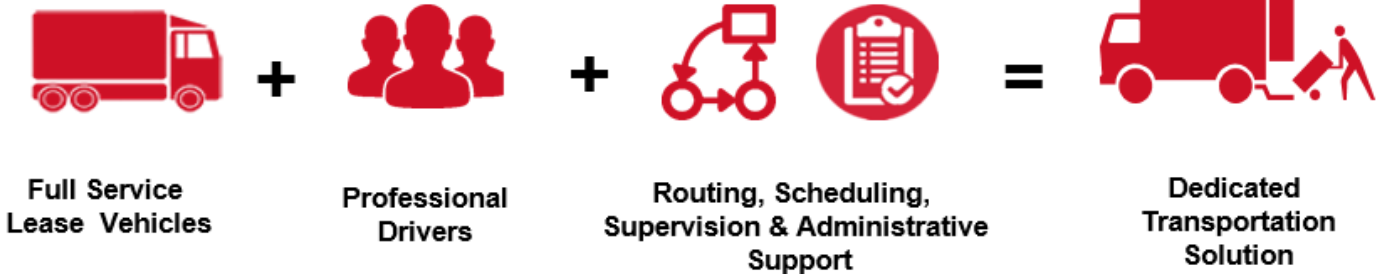 +
+
=
Full Service
Lease Vehicles
Professional
Drivers
Routing, Scheduling,
Supervision & Administrative
Support
Dedicated
Transportation
Solution